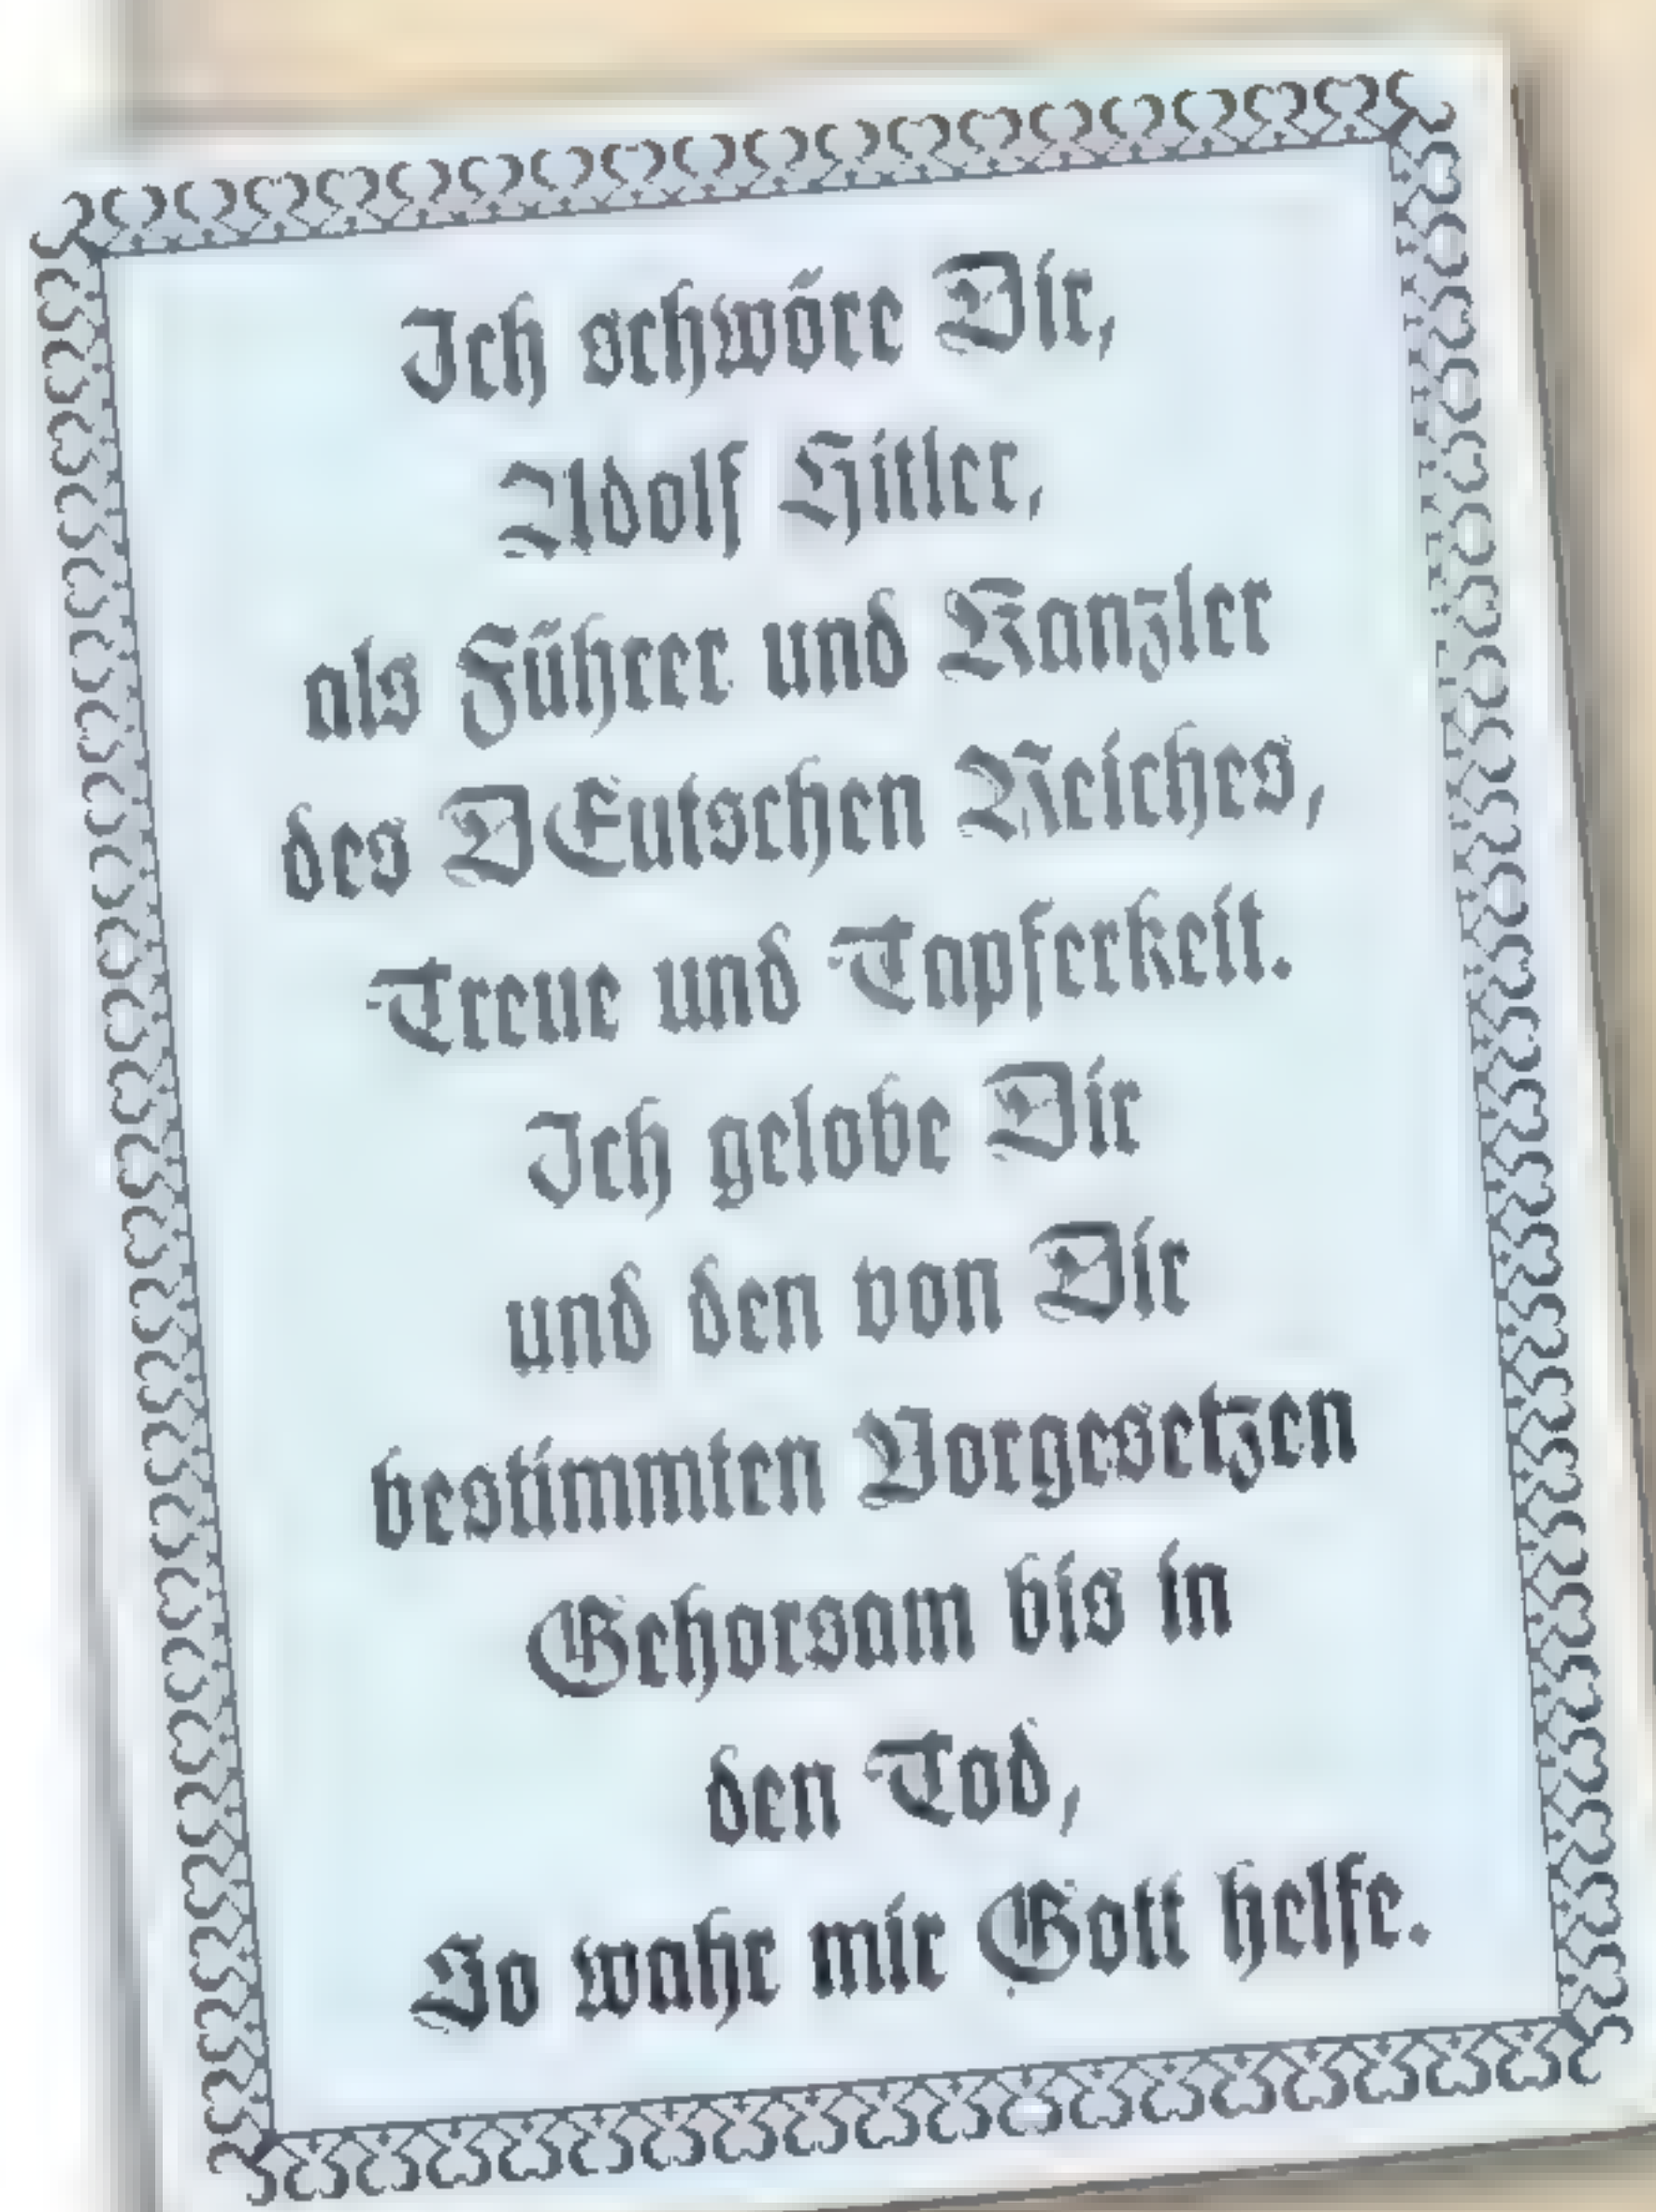 Ich schwöre Dir,
Adolf Hitler,
als Führer und Kanzler
des DEutschen Reiches,
Treue und Tapferkeit.
Ich gelobe Dir
und den von Dir
bestimmten Vorgesetzen
Gehorsam bis in
den Tod,
So wahr mir Gott helfe.